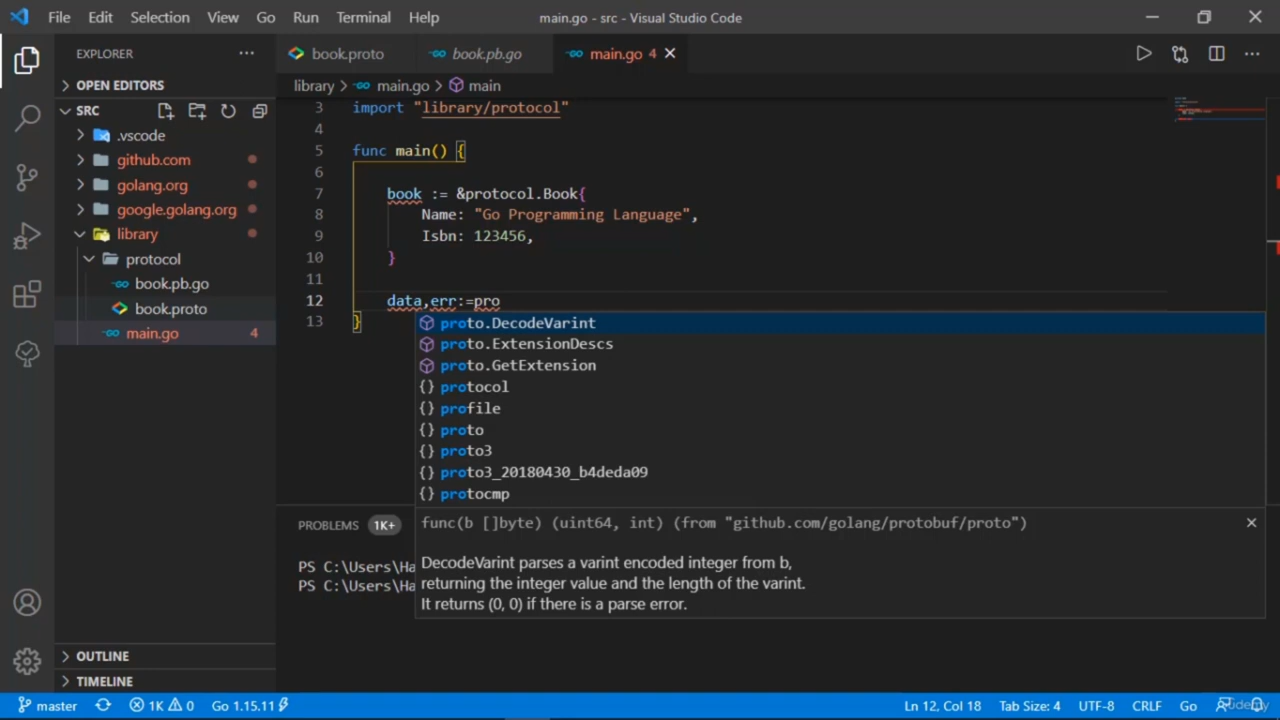 File Edit Selection View Go Run Terminal Help main.go - src - Visual Studio Code
EXPLORER
book.proto book.pb.go main.go 4
OPEN EDITORS
library > main.go > main
SRC
3 import "library/protocol"
.vscode
4
github.com
5 func main() {
golang.org
6
google.golang.org
7 book := &protocol.Book{
library
8 Name: "Go Programming Language",
protocol
9 Isbn: 123456,
book.pb.go
10 }
book.proto
11
main.go 4
12 data,err:=pro
13 }
proto.DecodeVarint
proto.ExtensionDescs
proto.GetExtension
{} protocol
{} profile
{} proto
{} proto3
{} proto3_20180430_b4deda09
{} protocmp
PROBLEMS 1K+
func(b []byte) (uint64, int) (from "github.com/golang/protobuf/proto")
DecodeVarint parses a varint encoded integer from b,
returning the integer value and the length of the varint.
It returns (0, 0) if there is a parse error.
PS C:\Users\Ha
PS C:\Users\Ha
OUTLINE
TIMELINE
master 1K 0 Go 1.15.11 Ln 12, Col 18 Tab Size: 4 UTF-8 CRLF Go